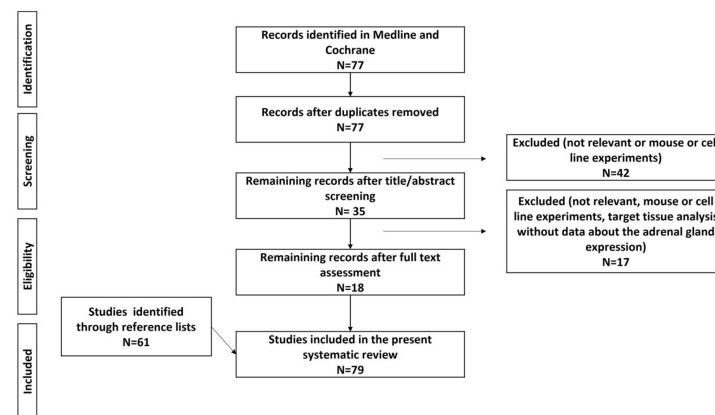 Identification
Records identified in Medline and
Cochrane
N=77
Records after duplicates removed
N=77
Screening
Excluded (not relevant or mouse or cell
line experiments)
N=42
Remainining records after title/abstract
screening
N= 35
Excluded (not relevant, mouse or cell
line experiments, target tissue analysis
without data about the adrenal gland
expression)
N=17
Eligibility
Remainining records after full text
assessment
N=18
Studies identified
through reference lists
N=61
Included
Studies included in the present
systematic review
N=79